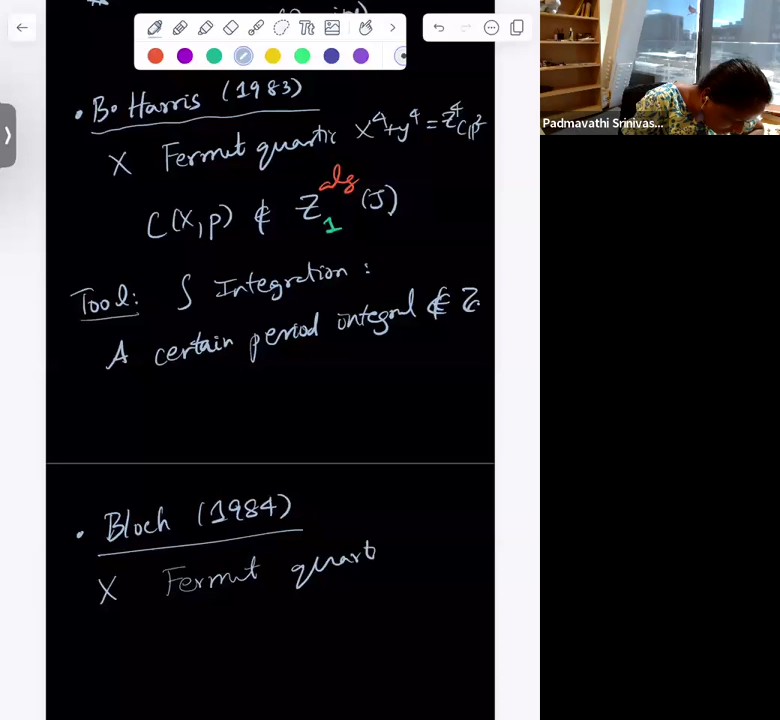 Padmavathi Srinivas...
• B. Harris (1983)
X Fermat quartic x⁴+y⁴=z⁴⊂ℙ²
C(X,p) ∉ Z₁^alg (J)
Tool: ∫ Integration:
A certain period integral ∉ ℤ
• Bloch (1984)
X Fermat quart